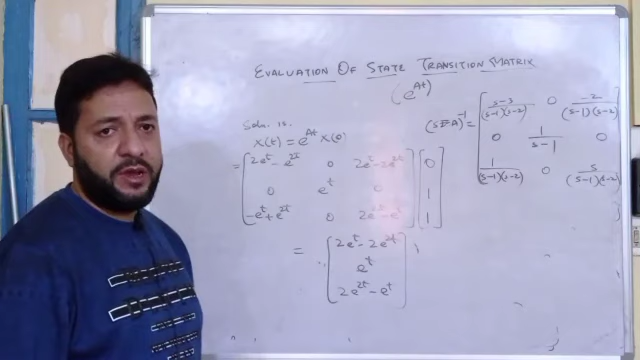 EVALUATION OF STATE TRANSITION MATRIX
(e^{At})
Soln. is.
X(t) = e^{At} X(0)
= [ 2e^t - e^{2t} 0 2e^t - 2e^{2t} ] [ 0 ]
[ 0 e^t 0 ] [ 1 ]
[ -e^t + e^{2t} 0 2e^{2t} - e^t ] [ 1 ]
= [ 2e^t - 2e^{2t} ]
[ e^t ]
[ 2e^{2t} - e^t ]
(sI-A)^{-1} = [ s-3/(s-1)(s-2) 0 -2/(s-1)(s-2) ]
[ 0 1/s-1 0 ]
[ 1/(s-1)(s-2) 0 s/(s-1)(s-2) ]